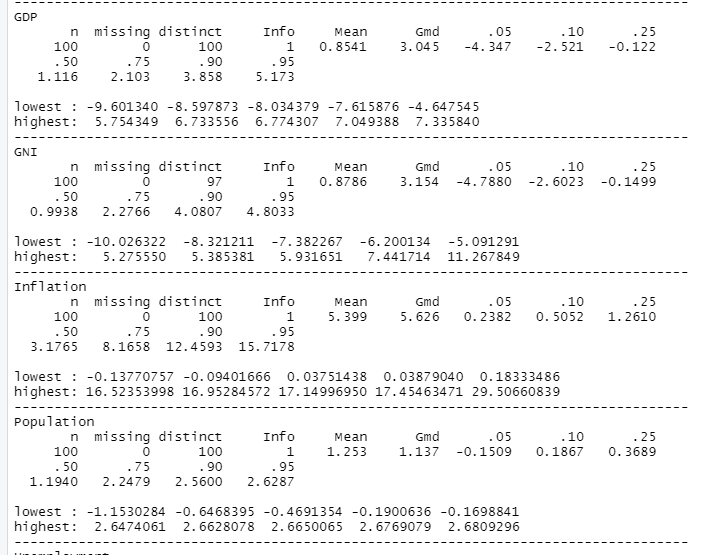 --------------------------------------------------------------------------------
GDP
       n  missing distinct     Info     Mean      Gmd      .05      .10      .25
     100        0      100        1   0.8541    3.045   -4.347   -2.521   -0.122
     .50      .75      .90      .95
   1.116    2.103    3.858    5.173

lowest : -9.601340 -8.597873 -8.034379 -7.615876 -4.647545
highest:  5.754349  6.733556  6.774307  7.049388  7.335840
--------------------------------------------------------------------------------
GNI
       n  missing distinct     Info     Mean      Gmd      .05      .10      .25
     100        0       97        1   0.8786    3.154  -4.7880  -2.6023  -0.1499
     .50      .75      .90      .95
  0.9938   2.2766   4.0807   4.8033

lowest : -10.026322  -8.321211  -7.382267  -6.200134  -5.091291
highest:   5.275550   5.385381   5.931651   7.441714  11.267849
--------------------------------------------------------------------------------
Inflation
       n  missing distinct     Info     Mean      Gmd      .05      .10      .25
     100        0      100        1    5.399    5.626   0.2382   0.5052   1.2610
     .50      .75      .90      .95
  3.1765   8.1658  12.4593  15.7178

lowest : -0.13770757 -0.09401666  0.03751438  0.03879040  0.18333486
highest: 16.52353998 16.95284572 17.14996950 17.45463471 29.50660839
--------------------------------------------------------------------------------
Population
       n  missing distinct     Info     Mean      Gmd      .05      .10      .25
     100        0      100        1    1.253    1.137  -0.1509   0.1867   0.3689
     .50      .75      .90      .95
  1.1940   2.2479   2.5600   2.6287

lowest : -1.1530284 -0.6468395 -0.4691354 -0.1900636 -0.1698841
highest:  2.6474061  2.6628078  2.6650065  2.6769079  2.6809296
--------------------------------------------------------------------------------